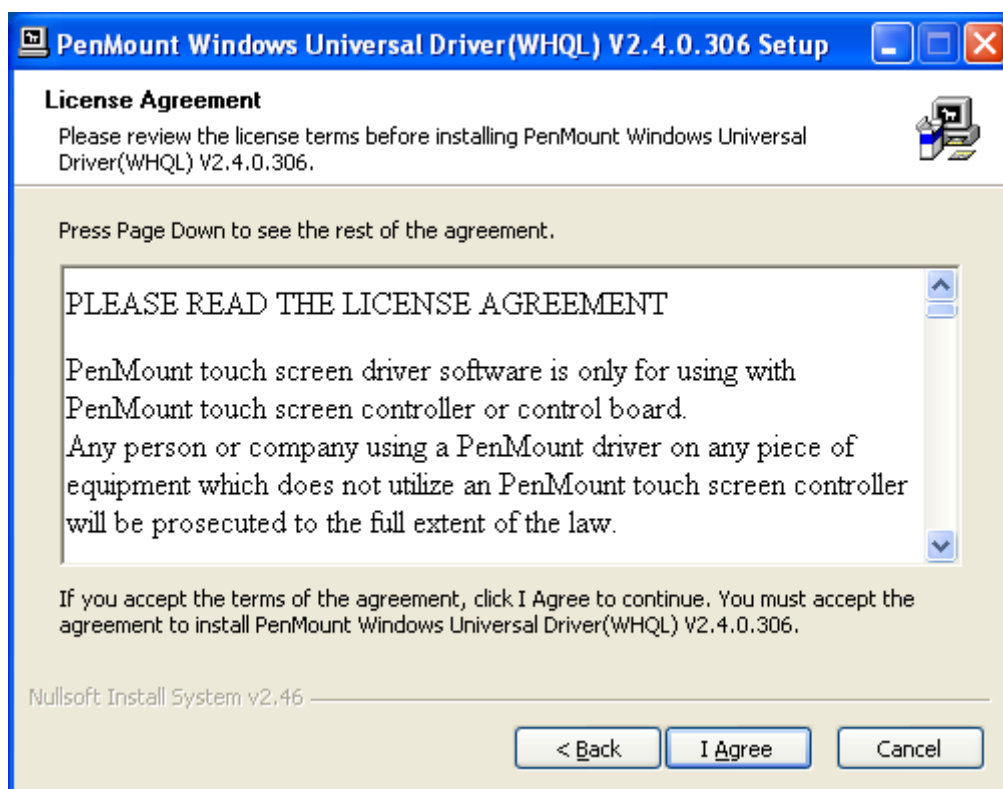 PenMount Windows Universal Driver(WHQL) V2.4.0.306 Setup
License Agreement
Please review the license terms before installing PenMount Windows Universal
Driver(WHQL) V2.4.0.306.
Press Page Down to see the rest of the agreement.
PLEASE READ THE LICENSE AGREEMENT
PenMount touch screen driver software is only for using with
PenMount touch screen controller or control board.
Any person or company using a PenMount driver on any piece of
equipment which does not utilize an PenMount touch screen controller
will be prosecuted to the full extent of the law.
If you accept the terms of the agreement, click I Agree to continue. You must accept the
agreement to install PenMount Windows Universal Driver(WHQL) V2.4.0.306.
Nullsoft Install System v2.46
< Back
I Agree
Cancel